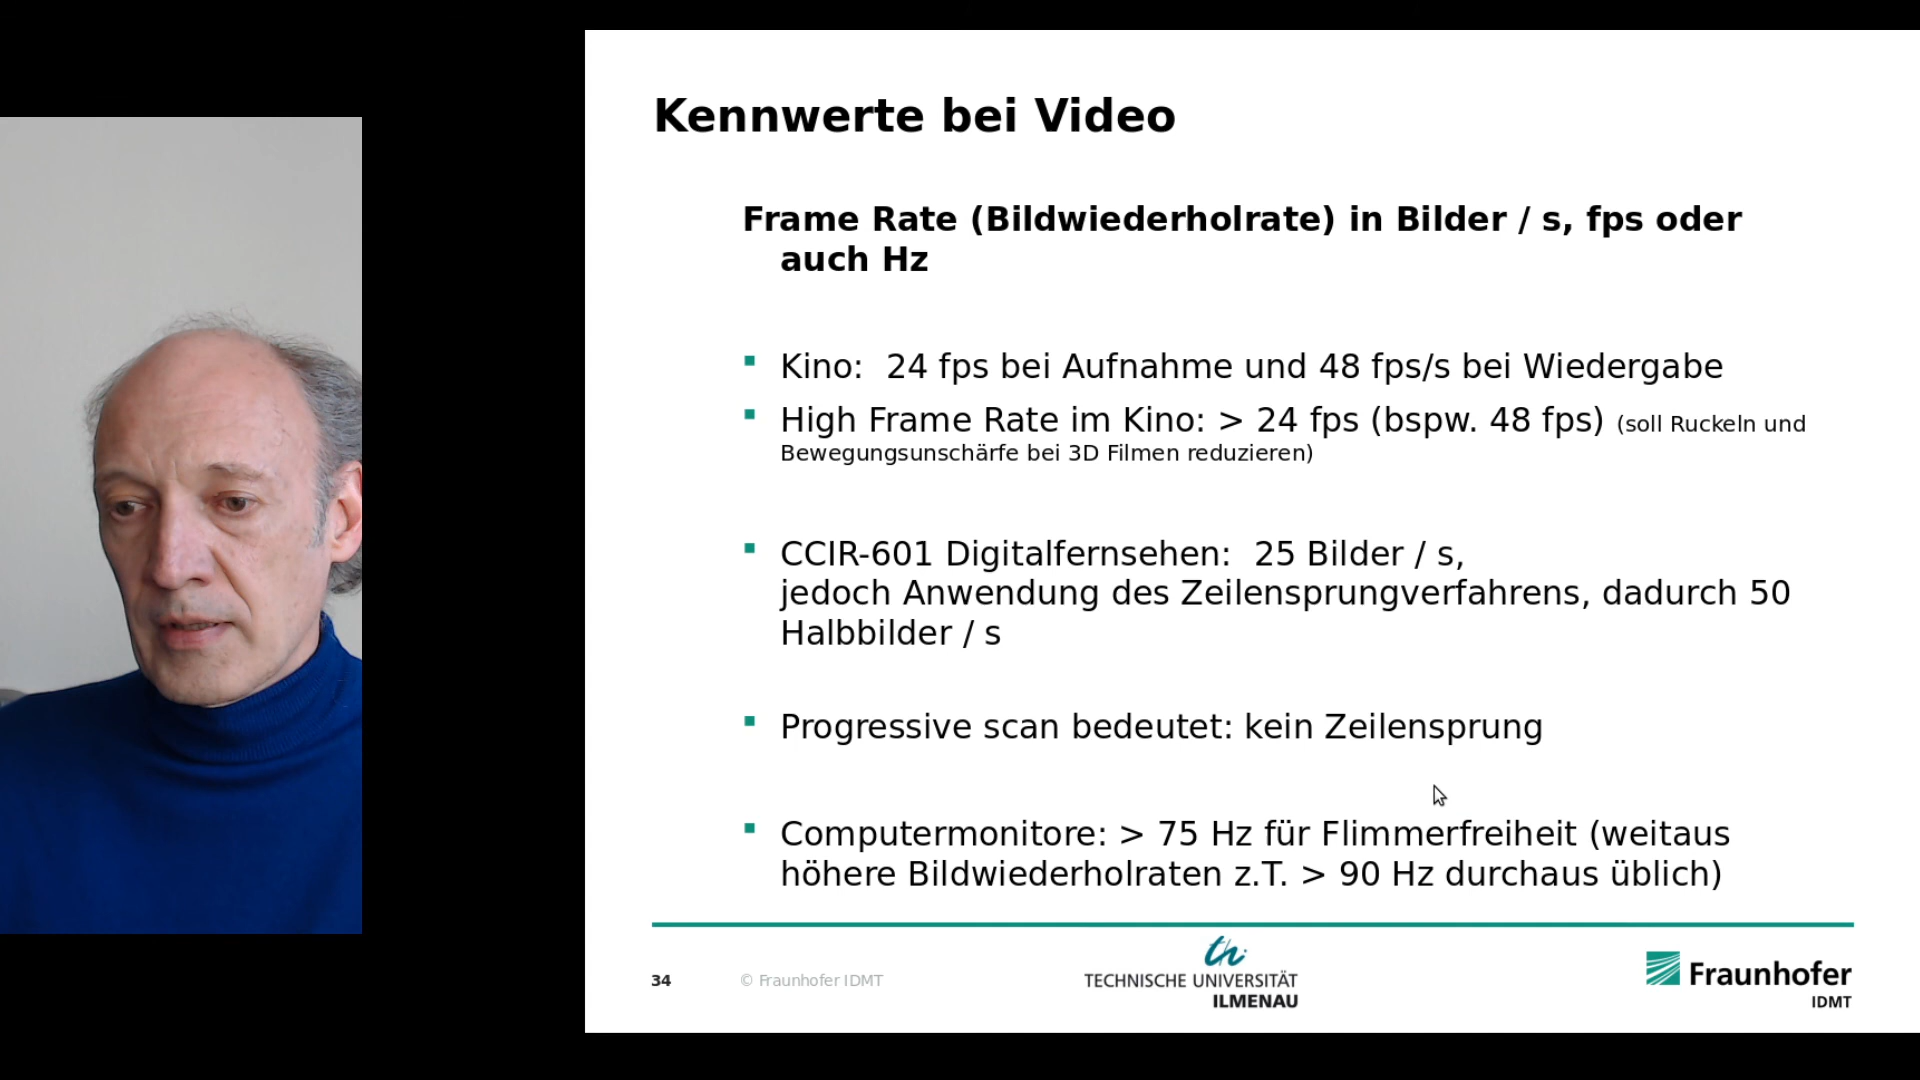 Kennwerte bei Video
Frame Rate (Bildwiederholrate) in Bilder / s, fps oder
auch Hz
Kino:  24 fps bei Aufnahme und 48 fps/s bei Wiedergabe
High Frame Rate im Kino: > 24 fps (bspw. 48 fps) (soll Ruckeln und
Bewegungsunschärfe bei 3D Filmen reduzieren)
CCIR-601 Digitalfernsehen:  25 Bilder / s,
jedoch Anwendung des Zeilensprungverfahrens, dadurch 50
Halbbilder / s
Progressive scan bedeutet: kein Zeilensprung
Computermonitore: > 75 Hz für Flimmerfreiheit (weitaus
höhere Bildwiederholraten z.T. > 90 Hz durchaus üblich)
34
© Fraunhofer IDMT
th
TECHNISCHE UNIVERSITÄT
ILMENAU
Fraunhofer
IDMT